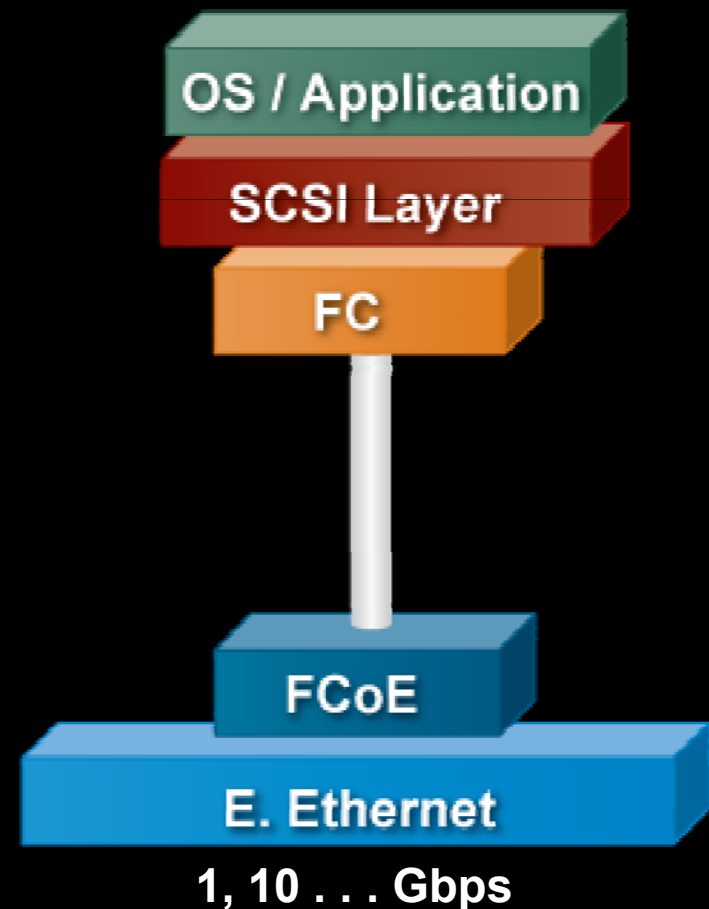 OS / Application
SCSI Layer
FC
FCoE
E. Ethernet
1, 10 . . . Gbps